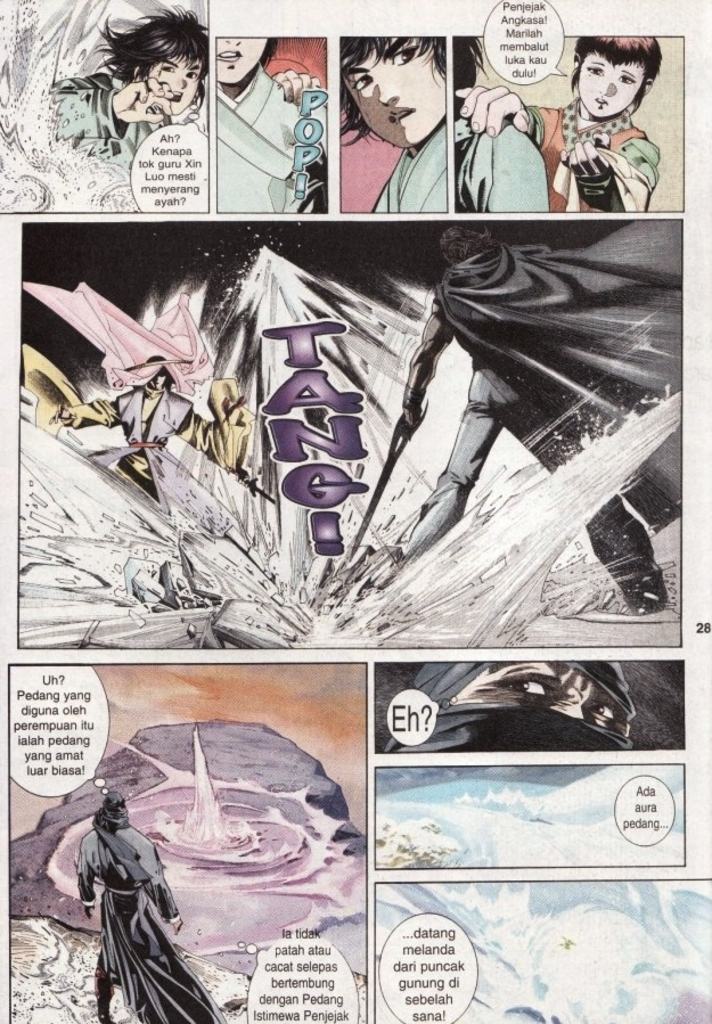 Ah?
Kenapa
tok guru Xin
Luo mesti
menyerang
ayah?
POP!
Penjejak
Angkasa!
Marilah
membalut
luka kau
dulu!
TANG!
28
Uh?
Pedang yang
diguna oleh
perempuan itu
ialah pedang
yang amat
luar biasa!
Ia tidak
patah atau
cacat selepas
bertembung
dengan Pedang
Istimewa Penjejak
Eh?
Ada
aura
pedang...
...datang
melanda
dari puncak
gunung di
sebelah
sana!